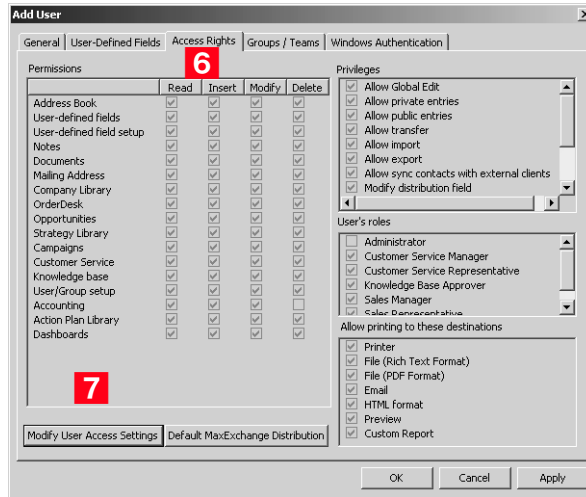 Add User
General User-Defined Fields Access Rights Groups / Teams Windows Authentication
6
Permissions
Read Insert Modify Delete
Address Book
User-defined fields
User-defined field setup
Notes
Documents
Mailing Address
Company Library
OrderDesk
Opportunities
Strategy Library
Campaigns
Customer Service
Knowledge base
User/Group setup
Accounting
Action Plan Library
Dashboards
7
Modify User Access Settings Default MaxExchange Distribution
Privileges
Allow Global Edit
Allow private entries
Allow public entries
Allow transfer
Allow import
Allow export
Allow sync contacts with external clients
Modify distribution field
User's roles
Administrator
Customer Service Manager
Customer Service Representative
Knowledge Base Approver
Sales Manager
Sales Representative
Allow printing to these destinations
Printer
File (Rich Text Format)
File (PDF Format)
Email
HTML format
Preview
Custom Report
OK Cancel Apply